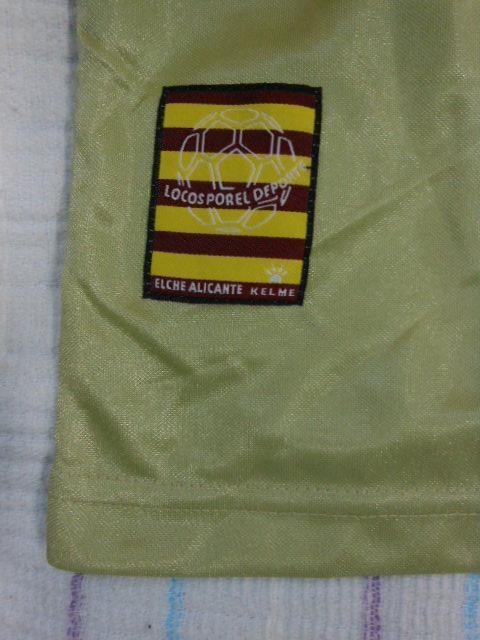 LOCOS POR EL DEPORTE
ELCHE ALICANTE KELME